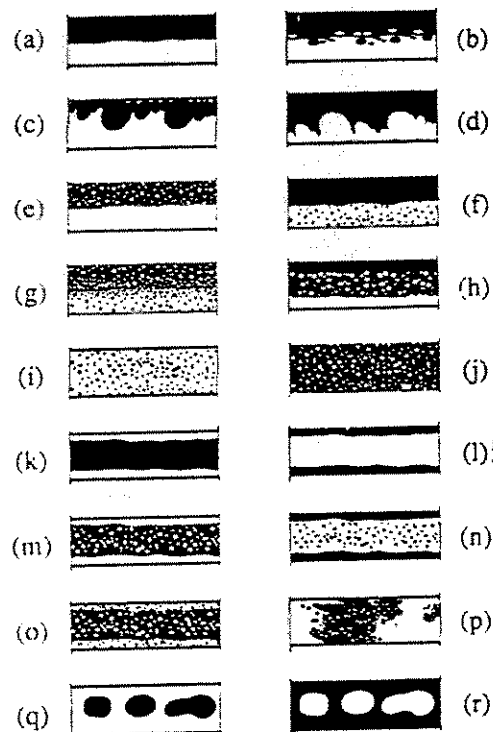 (a) (b)
(c) (d)
(e) (f)
(g) (h)
(i) (j)
(k) (l)
(m) (n)
(o) (p)
(q) (r)